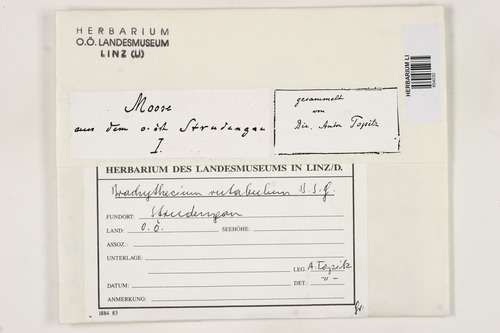 HERBARIUM
O.Ö. LANDESMUSEUM
LINZ (U)
HERBARIUM LI
Moose
aus dem o. öst. Strudengau
I.
gesammelt
von
Dir. Anton Topitz
HERBARIUM DES LANDESMUSEUMS IN LINZ/D.
Brachythecium rutabulum B.S.G.
FUNDORT: Strudengau
LAND: O.Ö. SEEHÖHE:
ASSOZ.:
UNTERLAGE:
LEG. A. Topitz
DATUM: DET.: -"-
ANMERKUNG:
1884 83